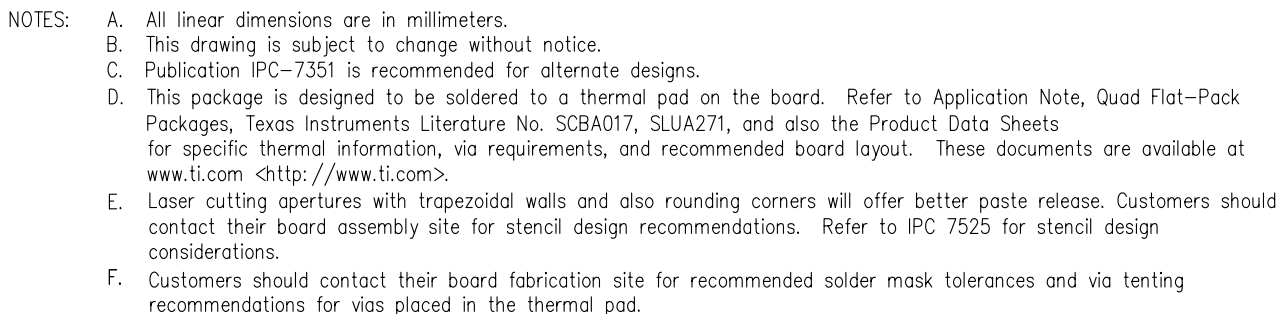 NOTES: A. All linear dimensions are in millimeters.
B. This drawing is subject to change without notice.
C. Publication IPC-7351 is recommended for alternate designs.
D. This package is designed to be soldered to a thermal pad on the board. Refer to Application Note, Quad Flat-Pack
Packages, Texas Instruments Literature No. SCBA017, SLUA271, and also the Product Data Sheets
for specific thermal information, via requirements, and recommended board layout. These documents are available at
www.ti.com <http://www.ti.com>.
E. Laser cutting apertures with trapezoidal walls and also rounding corners will offer better paste release. Customers should
contact their board assembly site for stencil design recommendations. Refer to IPC 7525 for stencil design
considerations.
F. Customers should contact their board fabrication site for recommended solder mask tolerances and via tenting
recommendations for vias placed in the thermal pad.